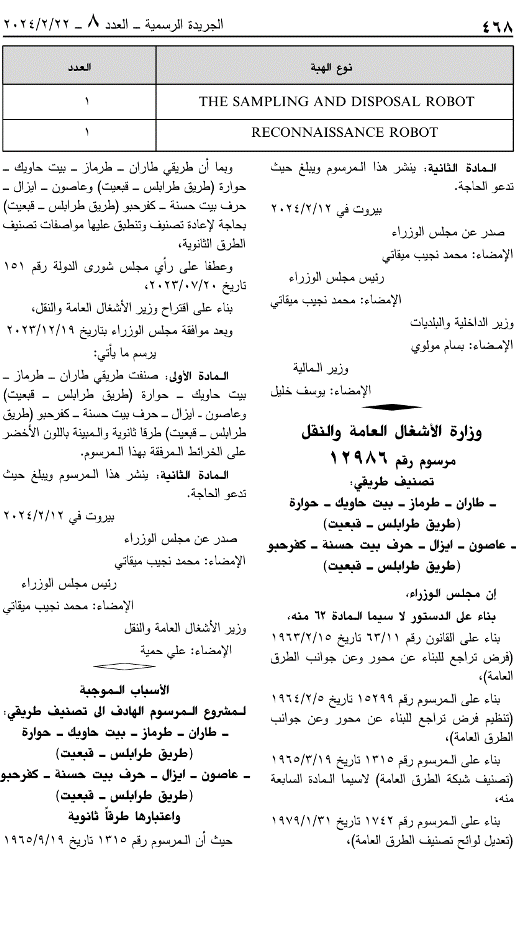 ٤٦٨
الجريدة الرسمية ـ العدد ٨ ـ ٢٠٢٤/٢/٢٢
نوع الهبة
العدد
THE SAMPLING AND DISPOSAL ROBOT
١
RECONNAISSANCE ROBOT
١
المادة الثانية: ينشر هذا المرسوم ويبلغ حيث
تدعو الحاجة.
بيروت في ٢٠٢٤/٢/١٢
صدر عن مجلس الوزراء
الإمضاء: محمد نجيب ميقاتي
رئيس مجلس الوزراء
الإمضاء: محمد نجيب ميقاتي
وزير الداخلية والبلديات
الإمضاء: بسام مولوي
وزير المالية
الإمضاء: يوسف خليل
وزارة الأشغال العامة والنقل
مرسوم رقم ١٢٩٨٦
تصنيف طريقي:
ـ طاران ـ طرماز ـ بيت حاويك ـ حوارة
(طريق طرابلس ـ قبعيت)
ـ عاصون ـ ايزال ـ حرف بيت حسنة ـ كفرحبو
(طريق طرابلس ـ قبعيت)
إن مجلس الوزراء،
بناء على الدستور لا سيما المادة ٦٢ منه،
بناء على القانون رقم ٦٣/١١ تاريخ ١٩٦٣/٢/١٥
(فرض تراجع للبناء عن محور وعن جوانب الطرق
العامة)،
بناء على المرسوم رقم ١٥٢٩٩ تاريخ ١٩٦٤/٢/٥
(تنظيم فرض تراجع للبناء عن محور وعن جوانب
الطرق العامة)،
بناء على المرسوم رقم ١٣١٥ تاريخ ١٩٦٥/٣/١٩
(تصنيف شبكة الطرق العامة) لاسيما المادة السابعة
منه،
بناء على المرسوم رقم ١٧٤٢ تاريخ ١٩٧٩/١/٣١
(تعديل لوائح تصنيف الطرق العامة)،
وبما أن طريقي طاران ـ طرماز ـ بيت حاويك ـ
حوارة (طريق طرابلس ـ قبعيت) وعاصون ـ ايزال ـ
حرف بيت حسنة ـ كفرحبو (طريق طرابلس ـ قبعيت)
بحاجة لإعادة تصنيف وتنطبق عليها مواصفات تصنيف
الطرق الثانوية،
وعطفا على رأي مجلس شورى الدولة رقم ١٥١
تاريخ ٢٠٢٣/٠٧/٢٠،
بناء على اقتراح وزير الأشغال العامة والنقل،
وبعد موافقة مجلس الوزراء بتاريخ ٢٠٢٣/١٢/١٩
يرسم ما يأتي:
المادة الأولى: صنفت طريقي طاران ـ طرماز ـ
بيت حاويك ـ حوارة (طريق طرابلس ـ قبعيت)
وعاصون ـ ايزال ـ حرف بيت حسنة ـ كفرحبو (طريق
طرابلس ـ قبعيت) طرقا ثانوية والمبينة باللون الأخضر
على الخرائط المرفقة بهذا المرسوم.
المادة الثانية: ينشر هذا المرسوم ويبلغ حيث
تدعو الحاجة.
بيروت في ٢٠٢٤/٢/١٢
صدر عن مجلس الوزراء
الإمضاء: محمد نجيب ميقاتي
رئيس مجلس الوزراء
الإمضاء: محمد نجيب ميقاتي
وزير الأشغال العامة والنقل
الإمضاء: علي حمية
الأسباب الموجبة
لمشروع المرسوم الهادف الى تصنيف طريقي:
ـ طاران ـ طرماز ـ بيت حاويك ـ حوارة
(طريق طرابلس ـ قبعيت)
ـ عاصون ـ ايزال ـ حرف بيت حسنة ـ كفرحبو
(طريق طرابلس ـ قبعيت)
واعتبارها طرقاً ثانوية
حيث أن المرسوم رقم ١٣١٥ تاريخ ١٩٦٥/٩/١٩